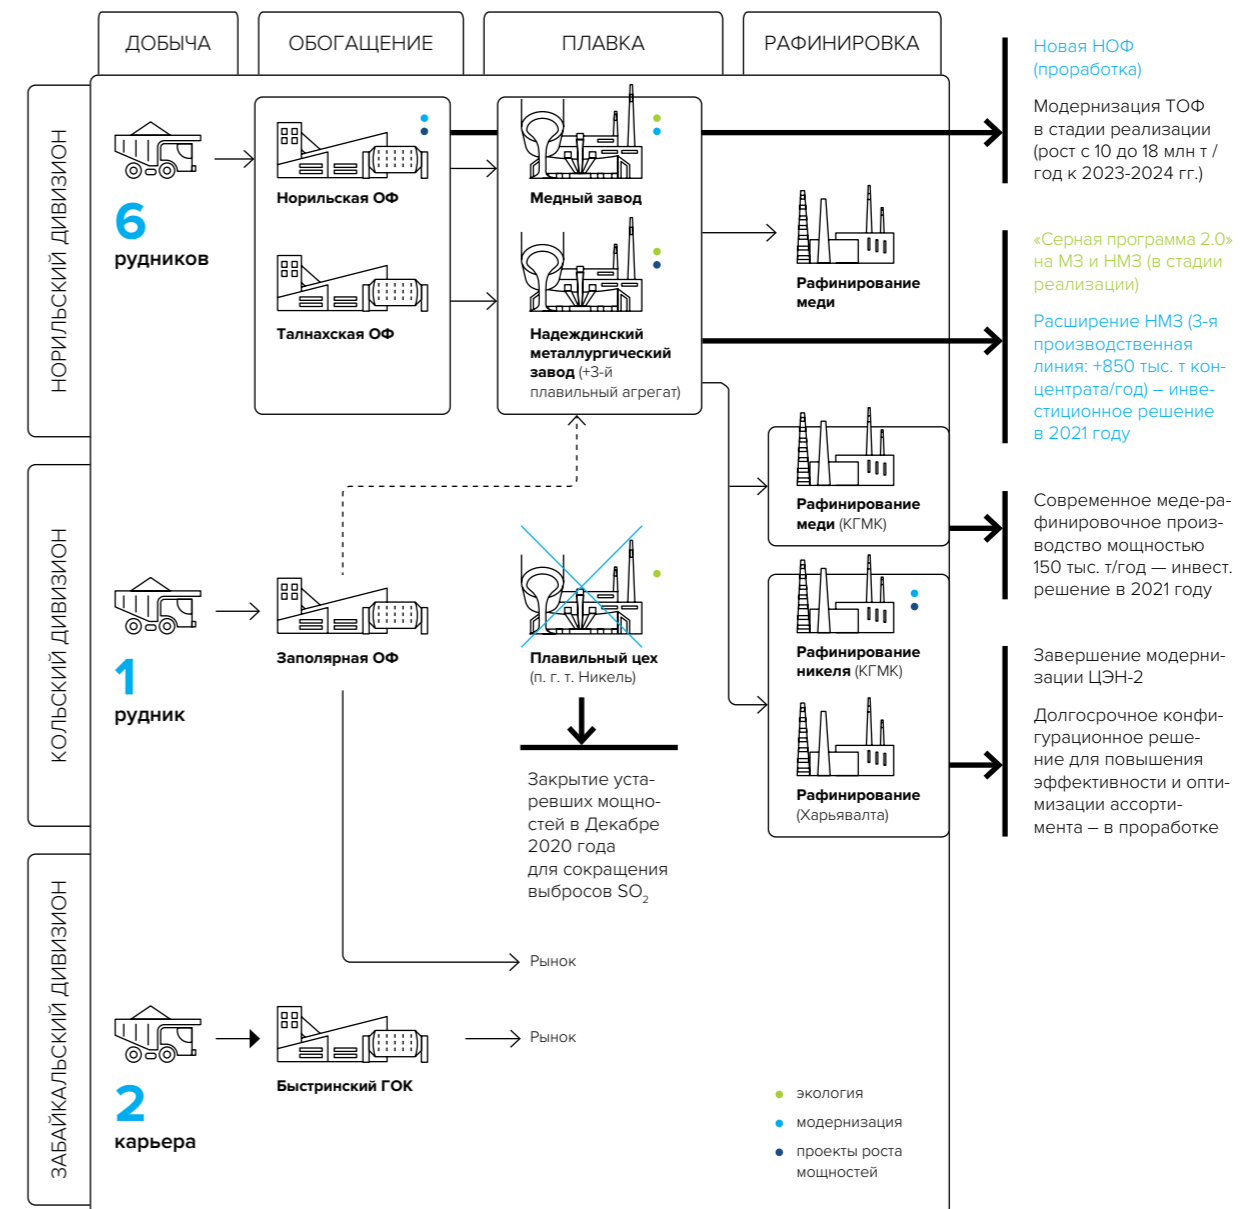 ДОБЫЧА
ОБОГАЩЕНИЕ
ПЛАВКА
РАФИНИРОВКА
НОРИЛЬСКИЙ ДИВИЗИОН
6
рудников
Норильская ОФ
Талнахская ОФ
Медный завод
Надеждинский
металлургический
завод (+3-й
плавильный агрегат)
Рафинирование
меди
Новая НОФ
(проработка)
Модернизация ТОФ
в стадии реализации
(рост с 10 до 18 млн т /
год к 2023-2024 гг.)
«Серная программа 2.0»
на МЗ и НМЗ (в стадии
реализации)
Расширение НМЗ (3-я
производственная
линия: +850 тыс. т кон-
центрата/год) – инве-
стиционное решение
в 2021 году
КОЛЬСКИЙ ДИВИЗИОН
1
рудник
Заполярная ОФ
Плавильный цех
(п. г. т. Никель)
Закрытие уста-
ревших мощно-
стей в Декабре
2020 года
для сокращения
выбросов SO₂
Рафинирование
меди (КГМК)
Рафинирование
никеля (КГМК)
Рафинирование
(Харьявалта)
Современное меде-ра-
финировочное произ-
водство мощностью
150 тыс. т/год — инвест.
решение в 2021 году
Завершение модерни-
зации ЦЭН-2
Долгосрочное конфи-
гурационное реше-
ние для повышения
эффективности и опти-
мизации ассорти-
мента – в проработке
Рынок
ЗАБАЙКАЛЬСКИЙ ДИВИЗИОН
2
карьера
Быстринский ГОК
Рынок
экология
модернизация
проекты роста
мощностей